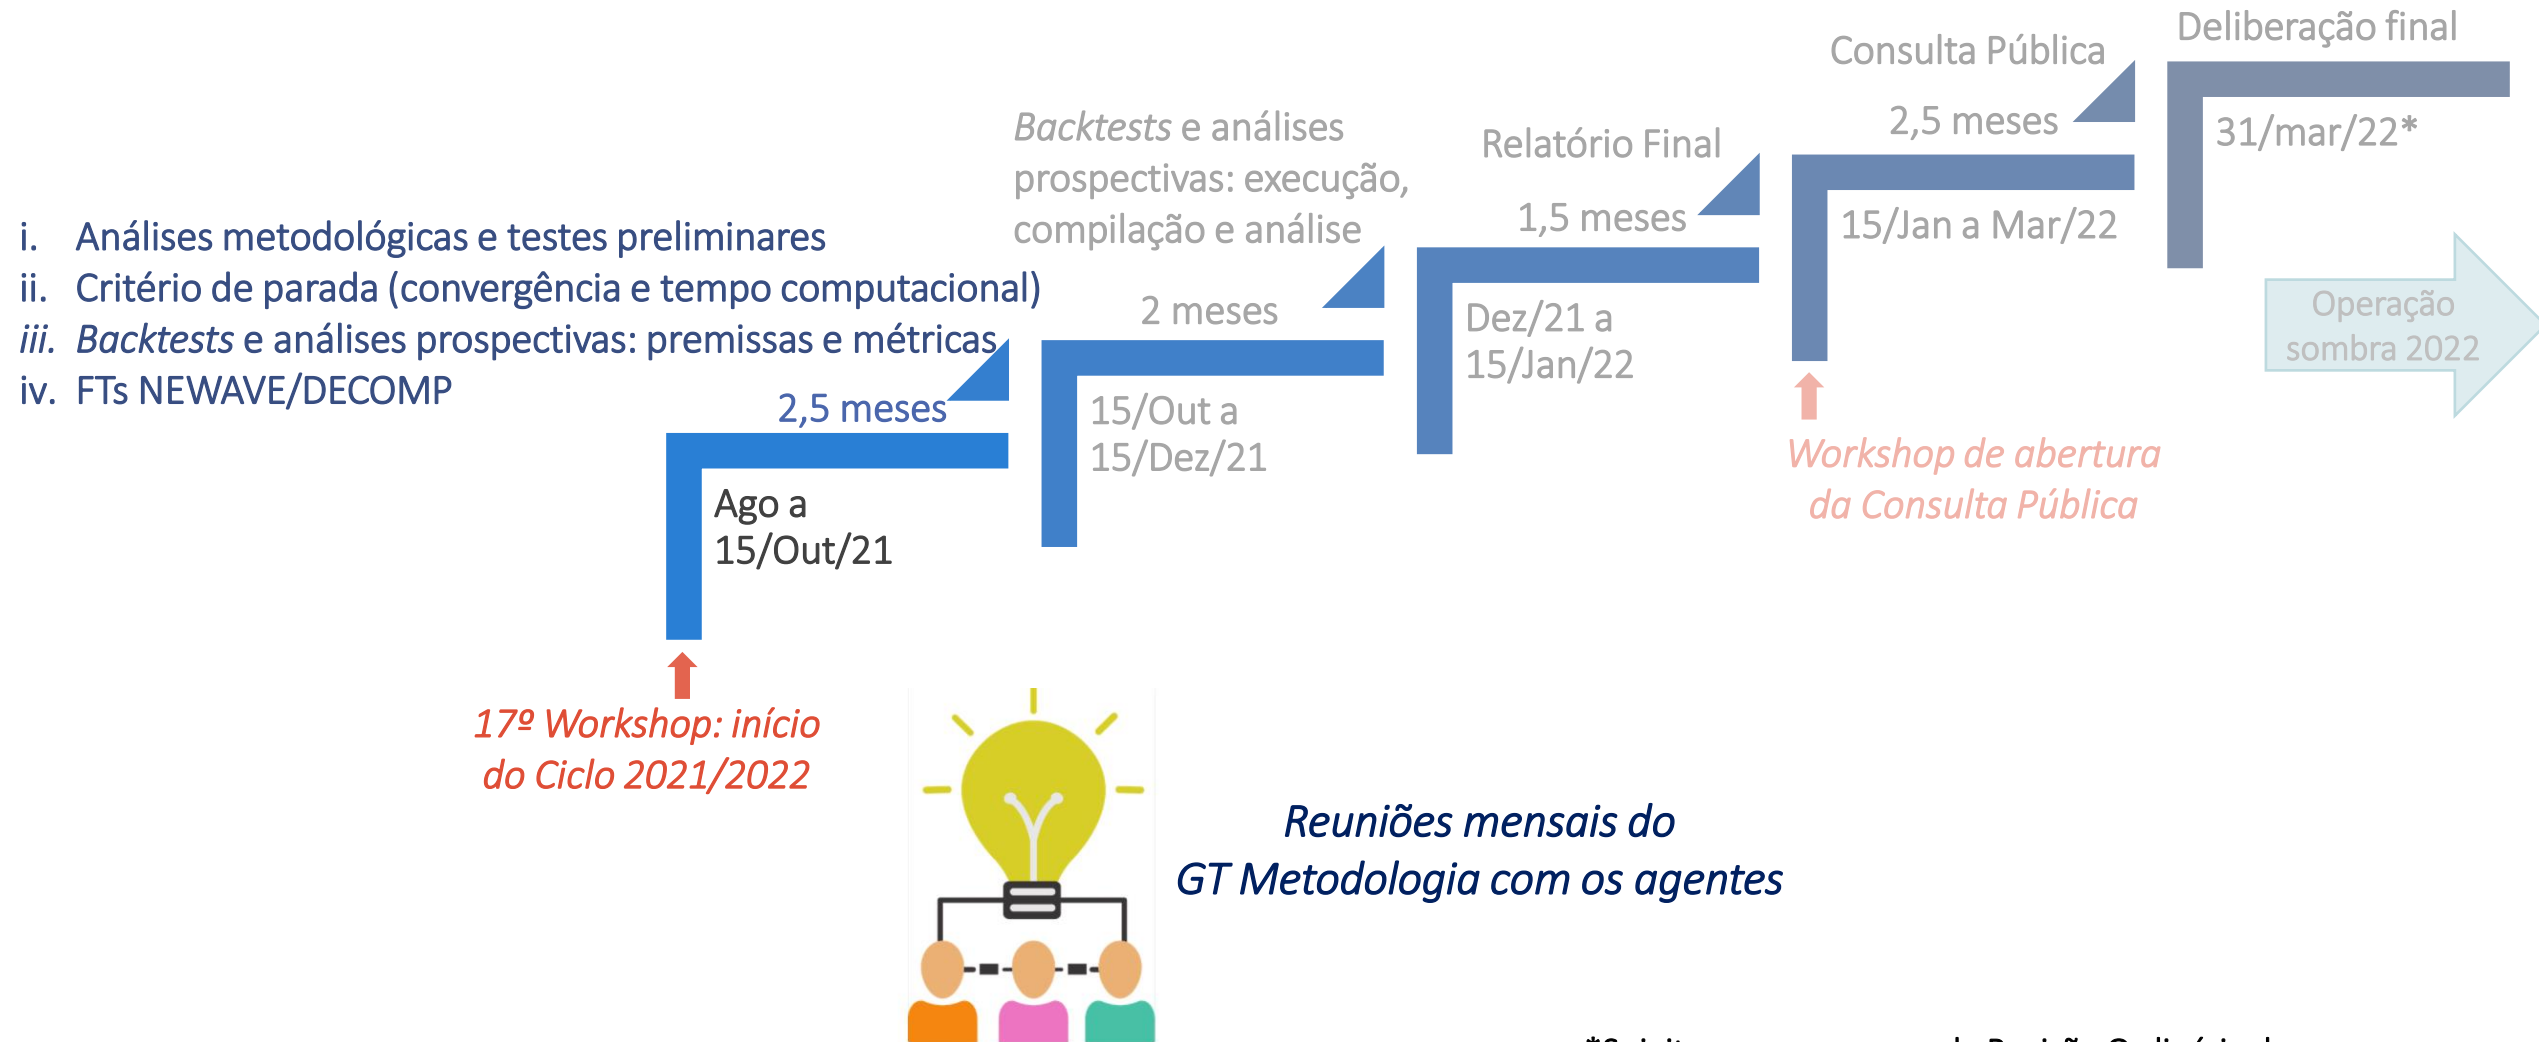 i. Análises metodológicas e testes preliminares
ii. Critério de parada (convergência e tempo computacional)
iii. Backtests e análises prospectivas: premissas e métricas
iv. FTs NEWAVE/DECOMP
2,5 meses
Ago a
15/Out/21
17º Workshop: início
do Ciclo 2021/2022
Backtests e análises
prospectivas: execução,
compilação e análise
2 meses
15/Out a
15/Dez/21
Relatório Final
1,5 meses
Dez/21 a
15/Jan/22
Consulta Pública
2,5 meses
15/Jan a Mar/22
Workshop de abertura
da Consulta Pública
Deliberação final
31/mar/22*
Operação
sombra 2022
Reuniões mensais do
GT Metodologia com os agentes